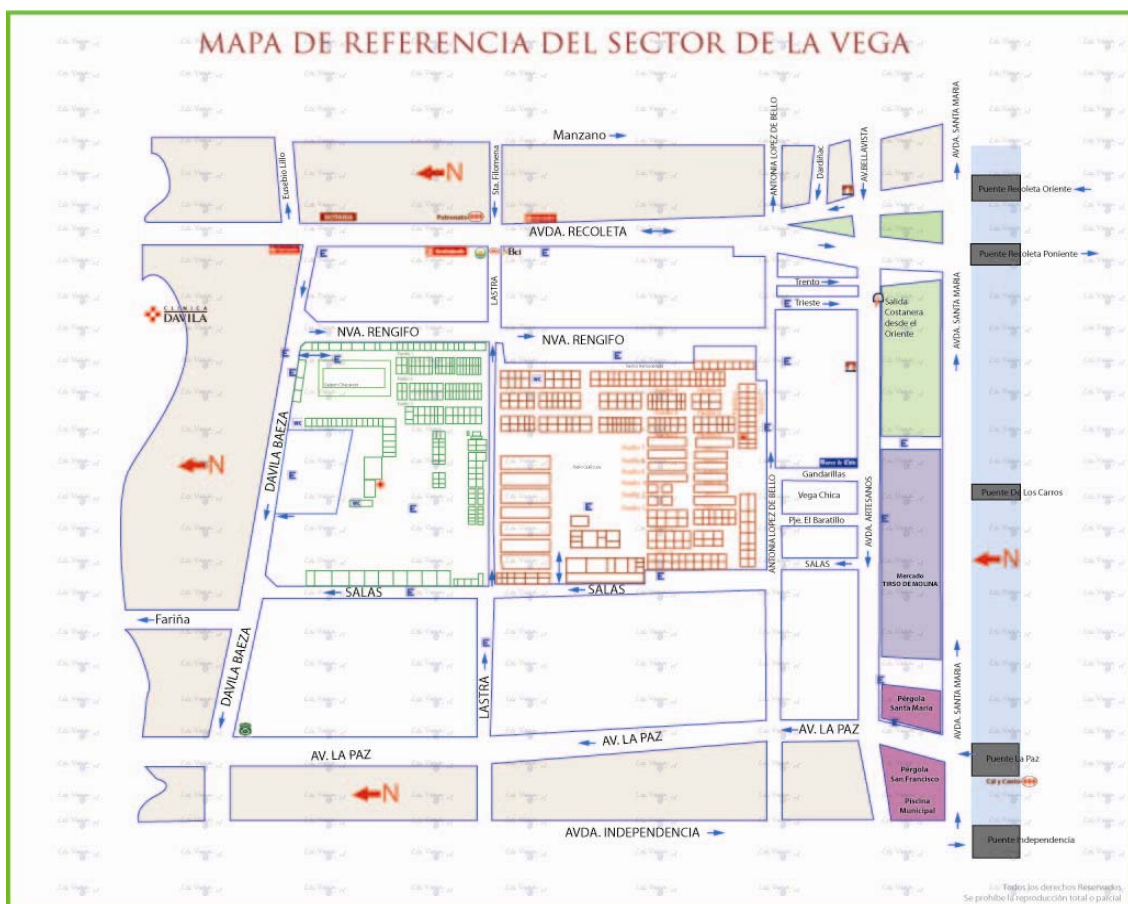 MAPA DE REFERENCIA DEL SECTOR DE LA VEGA
Manzano
Eusebio Lillo
Sta. Filomena
ANTONIA LOPEZ DE BELLO
Dardiñac
AV.BELLAVISTA
AVDA. SANTA MARIA
N
Puente Recoleta Oriente
Patronato
AVDA. RECOLETA
Bci
Puente Recoleta Poniente
LASTRA
Trento
Trieste
AVDA. SANTA MARIA
CLINICA
DAVILA
Salida
Costanera
desde el
Oriente
NVA. RENGIFO
NVA. RENGIFO
WC
WC
DAVILA BAEZA
N
Gandarillas
Vega Chica
Pje. El Baratillo
ANTONIA LOPEZ DE BELLO
AVDA. ARTESANOS
Puente De Los Carros
WC
N
SALAS
Mercado
TIRSO DE MOLINA
SALAS
SALAS
Fariña
DAVILA BAEZA
LASTRA
AVDA. SANTA MARIA
Pérgola
Santa María
AV. LA PAZ
AV. LA PAZ
AV. LA PAZ
Puente La Paz
Pérgola
San Francisco
Cal y Canto
N
Piscina
Municipal
AVDA. INDEPENDENCIA
Puente Independencia
Todos los derechos Reservados
Se prohibe la reproducción total o parcial